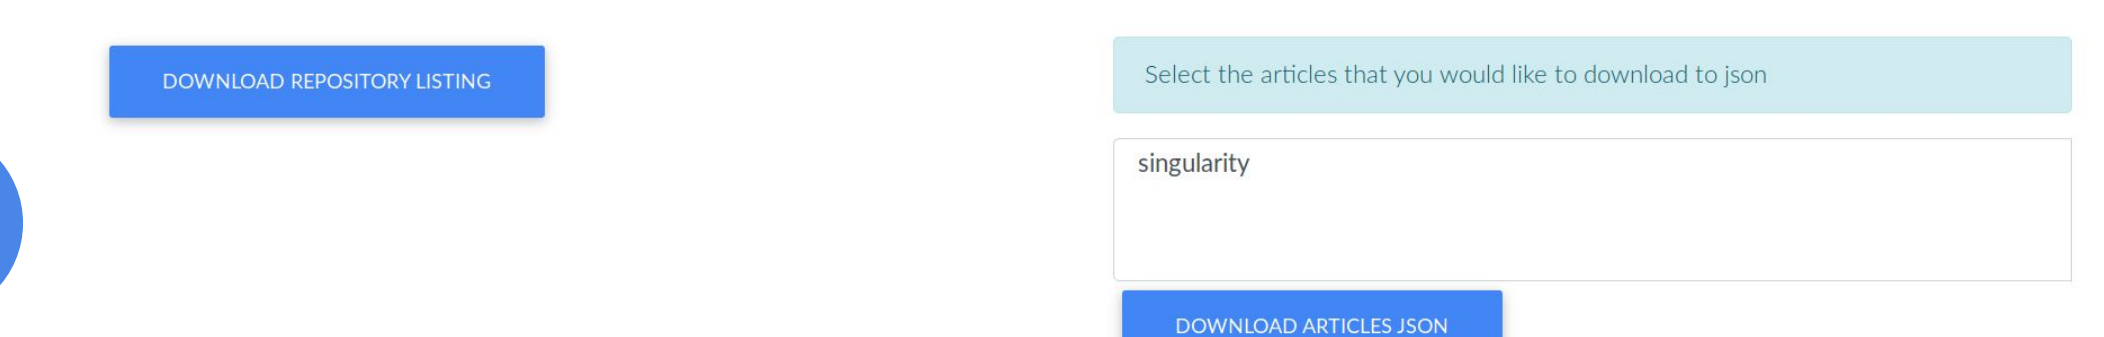 DOWNLOAD REPOSITORY LISTING
Select the articles that you would like to download to json
singularity
DOWNLOAD ARTICLES JSON